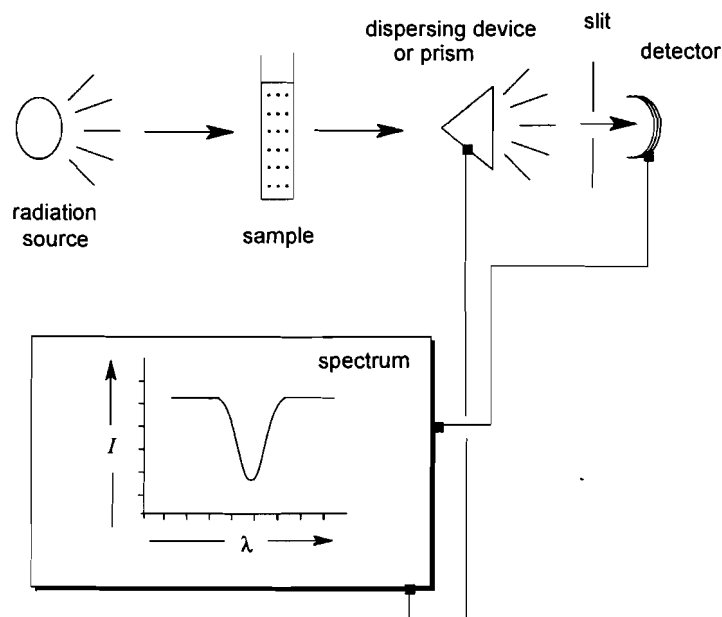 dispersing device
or prism
slit
detector
radiation
source
sample
spectrum
I
λ